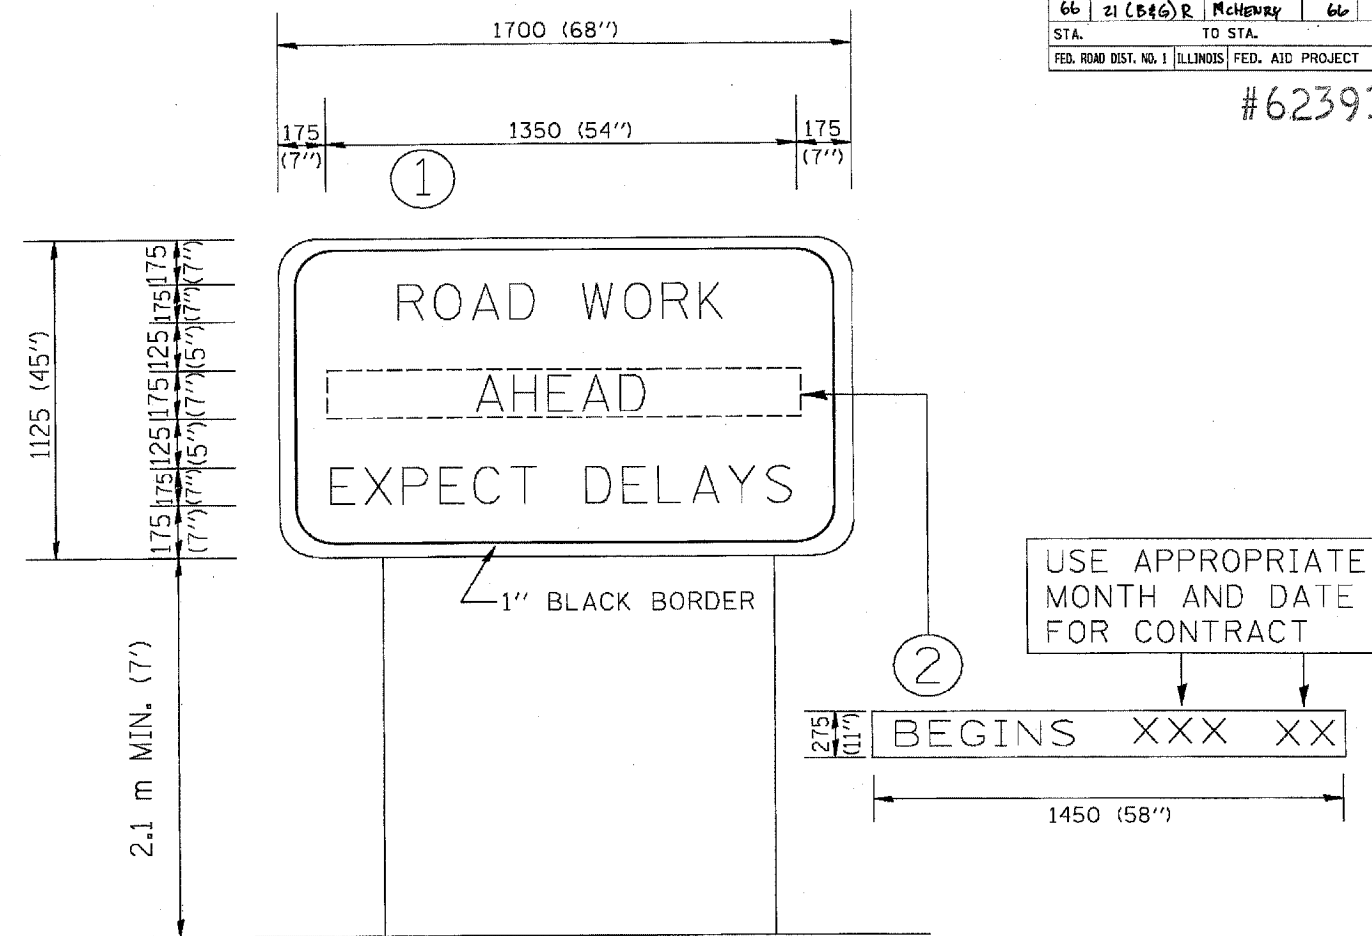 66 21 (B&G) R McHENRY 66
STA. TO STA.
FED. ROAD DIST. NO. 1 ILLINOIS FED. AID PROJECT
#6239
1700 (68'')
175 1350 (54'') 175
(7'') (7'')
1
1125 (45'')
175 (7'')
175 (7'')
125 (5'')
175 (7'')
125 (5'')
175 (7'')
175 (7'')
ROAD WORK
AHEAD
EXPECT DELAYS
1'' BLACK BORDER
2.1 m MIN. (7')
USE APPROPRIATE
MONTH AND DATE
FOR CONTRACT
2
275 (11'')
BEGINS XXX XX
1450 (58'')